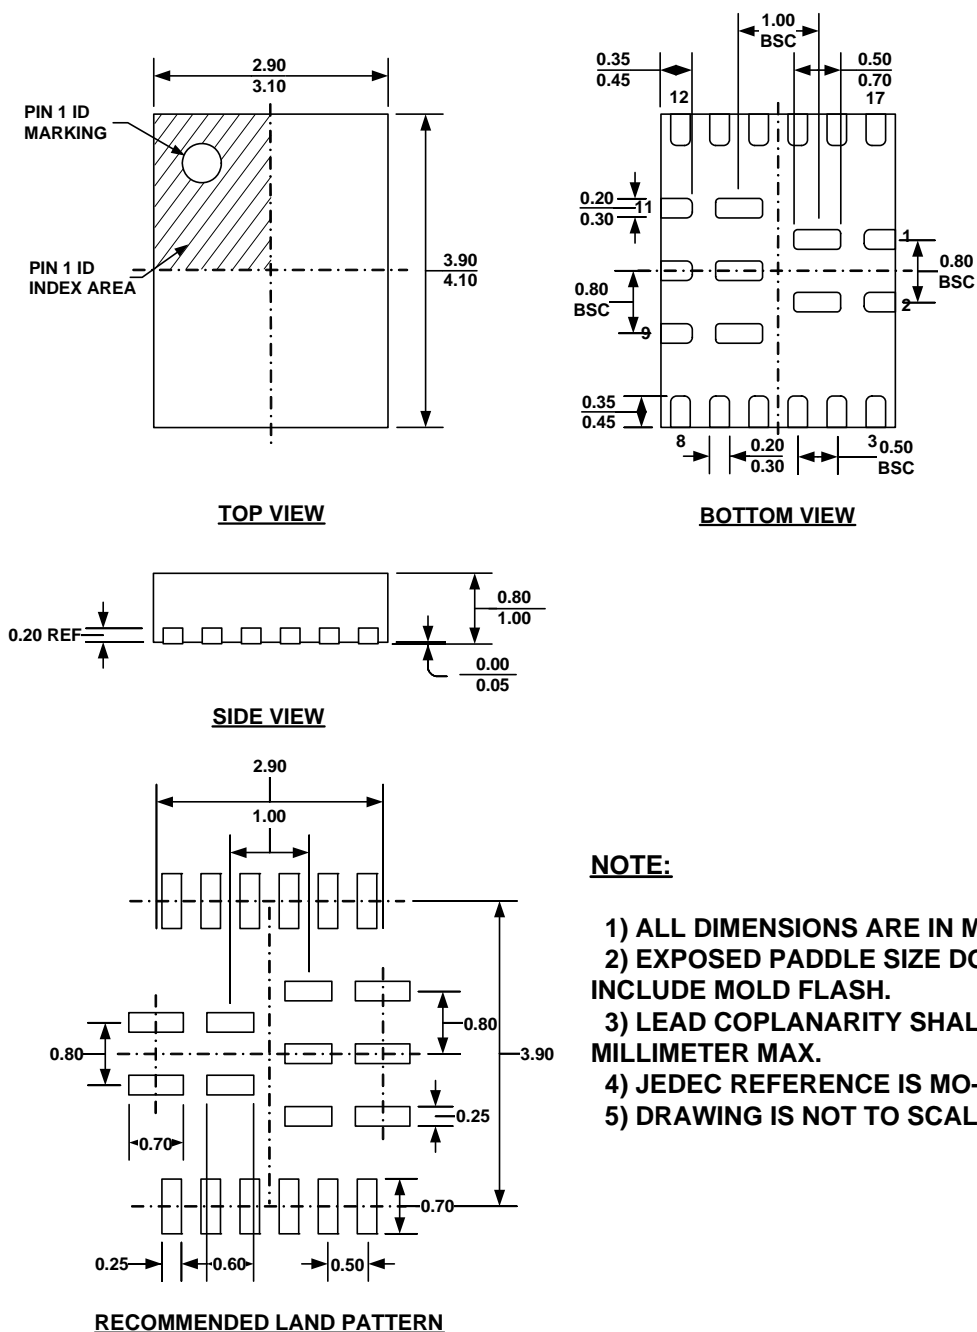 2.90
3.10
PIN 1 ID
MARKING
PIN 1 ID
INDEX AREA
3.90
4.10
TOP VIEW
1.00
BSC
0.35
0.45
0.50
0.70
12
17
0.20
0.30
11
1
0.80
BSC
0.80
BSC
2
9
0.35
0.45
8
0.20
0.30
3
0.50
BSC
BOTTOM VIEW
0.20 REF
0.80
1.00
0.00
0.05
SIDE VIEW
2.90
1.00
0.80
0.80
3.90
0.25
0.70
0.70
0.25
0.60
0.50
RECOMMENDED LAND PATTERN
NOTE:
1) ALL DIMENSIONS ARE IN M
2) EXPOSED PADDLE SIZE DO
INCLUDE MOLD FLASH.
3) LEAD COPLANARITY SHAL
MILLIMETER MAX.
4) JEDEC REFERENCE IS MO-
5) DRAWING IS NOT TO SCAL